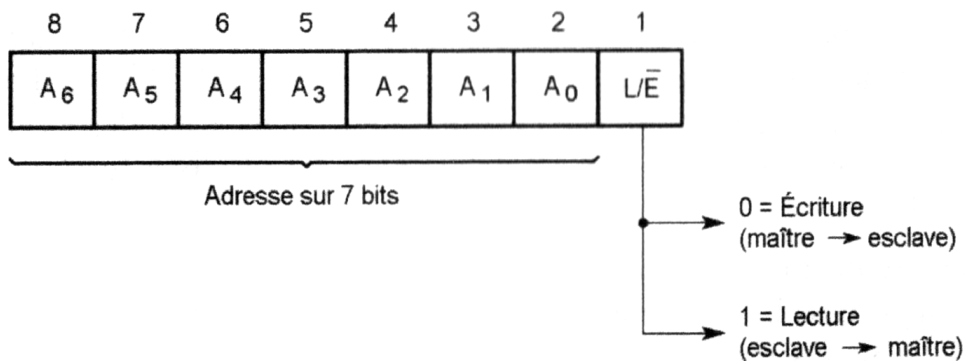 8 7 6 5 4 3 2 1
A6 A5 A4 A3 A2 A1 A0 L/E̅
Adresse sur 7 bits
0 = Écriture
(maître → esclave)
1 = Lecture
(esclave → maître)